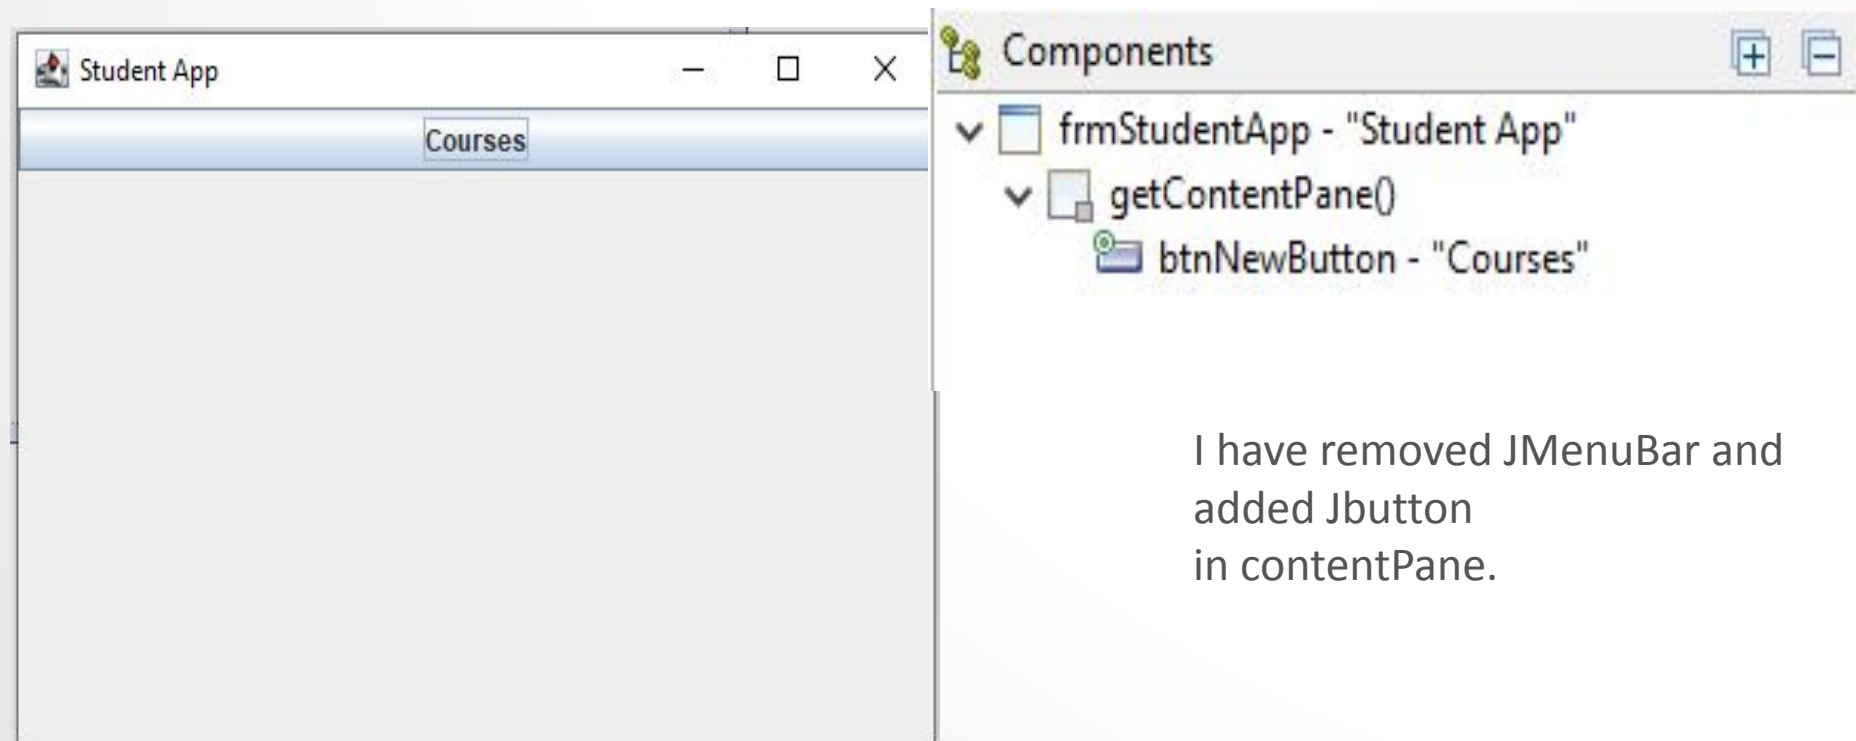 Student App
Courses
Components
frmStudentApp - "Student App"
getContentPane()
btnNewButton - "Courses"
I have removed JMenuBar and
added Jbutton
in contentPane.